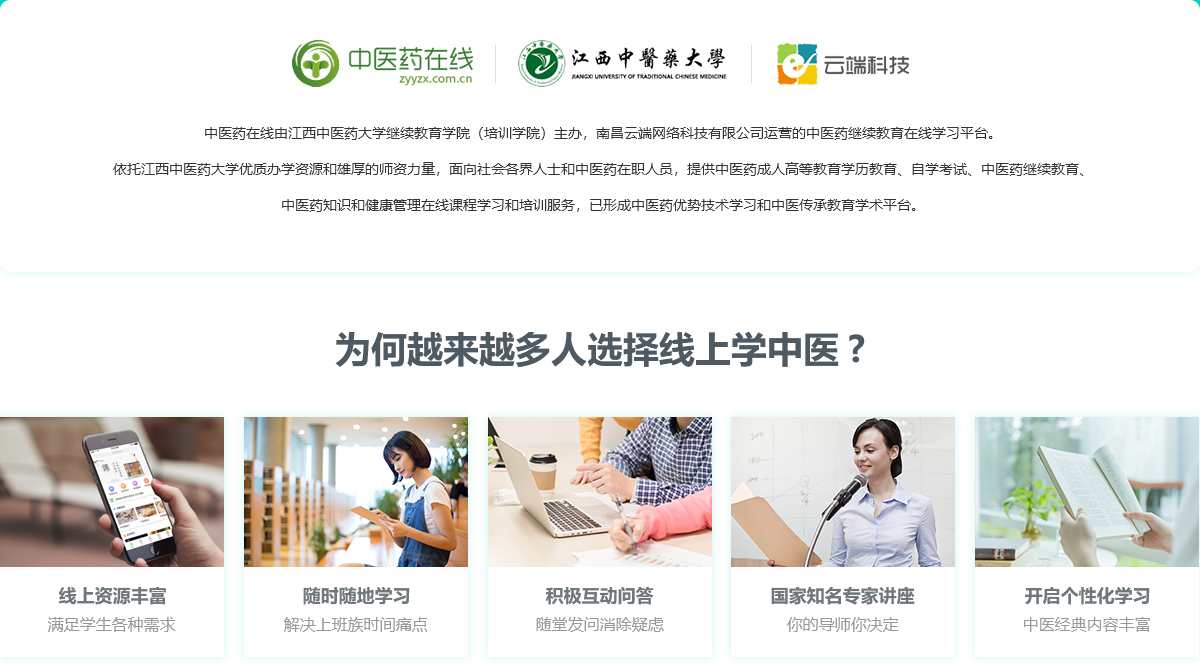 中医药在线
zyyzx.com.cn
江西中醫藥大學
JIANGXI UNIVERSITY OF TRADITIONAL CHINESE MEDICINE
云端科技
中医药在线由江西中医药大学继续教育学院（培训学院）主办，南昌云端网络科技有限公司运营的中医药继续教育在线学习平台。
依托江西中医药大学优质办学资源和雄厚的师资力量，面向社会各界人士和中医药在职人员，提供中医药成人高等教育学历教育、自学考试、中医药继续教育、
中医药知识和健康管理在线课程学习和培训服务，已形成中医药优势技术学习和中医传承教育学术平台。
为何越来越多人选择线上学中医？
线上资源丰富
满足学生各种需求
随时随地学习
解决上班族时间痛点
积极互动问答
随堂发问消除疑虑
国家知名专家讲座
你的导师你决定
开启个性化学习
中医经典内容丰富